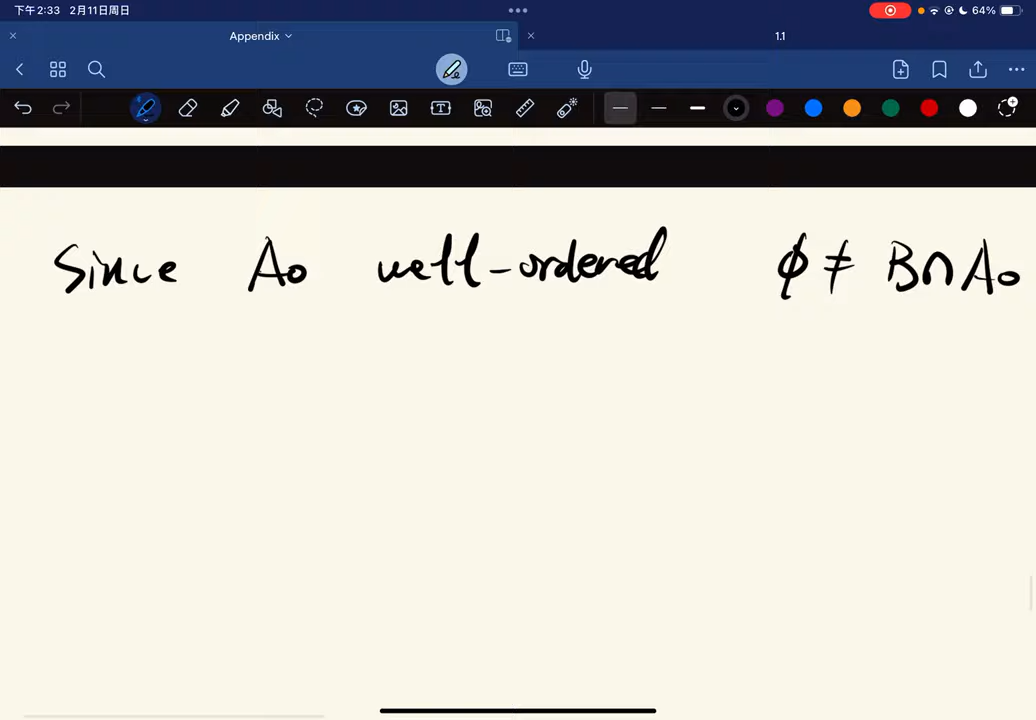 下午2:33 2月11日周日 64%
Appendix 1.1
Since A₀ well-ordered ϕ ≠ B∩A₀